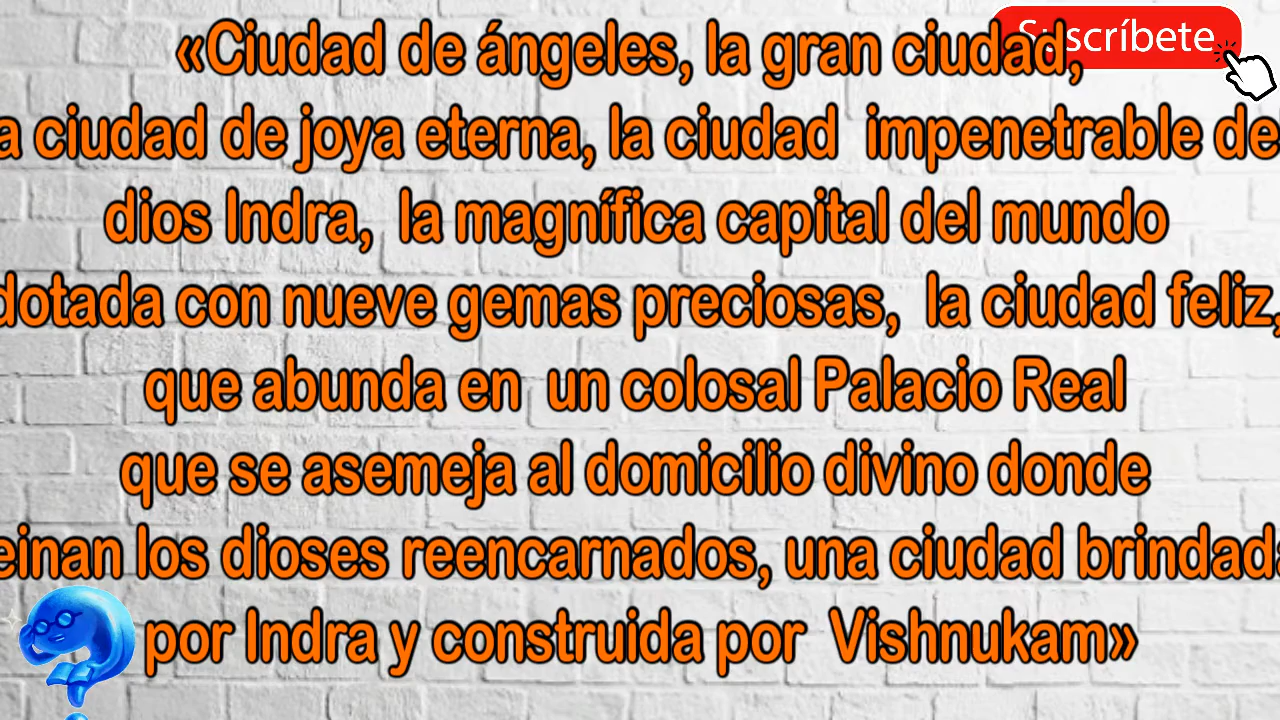 Suscríbete
«Ciudad de ángeles, la gran ciudad,
a ciudad de joya eterna, la ciudad impenetrable de
dios Indra, la magnífica capital del mundo
dotada con nueve gemas preciosas, la ciudad feliz,
que abunda en un colosal Palacio Real
que se asemeja al domicilio divino donde
einan los dioses reencarnados, una ciudad brindada
por Indra y construida por Vishnukam»